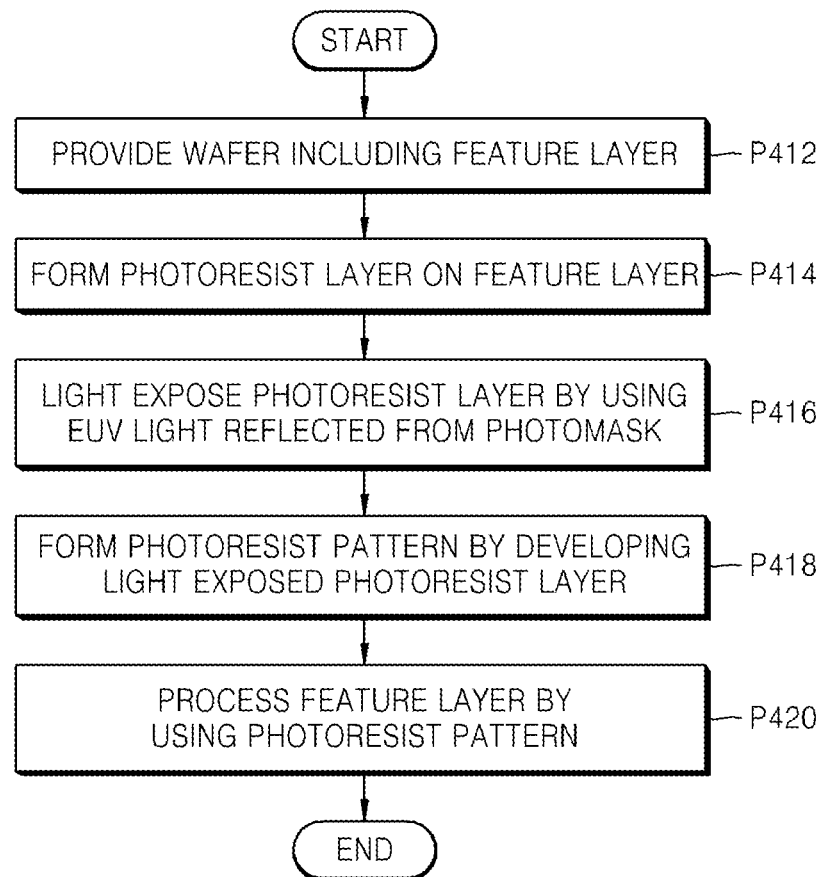 START
PROVIDE WAFER INCLUDING FEATURE LAYER
P412
FORM PHOTORESIST LAYER ON FEATURE LAYER
P414
LIGHT EXPOSE PHOTORESIST LAYER BY USING
EUV LIGHT REFLECTED FROM PHOTOMASK
P416
FORM PHOTORESIST PATTERN BY DEVELOPING
LIGHT EXPOSED PHOTORESIST LAYER
P418
PROCESS FEATURE LAYER BY
USING PHOTORESIST PATTERN
P420
END